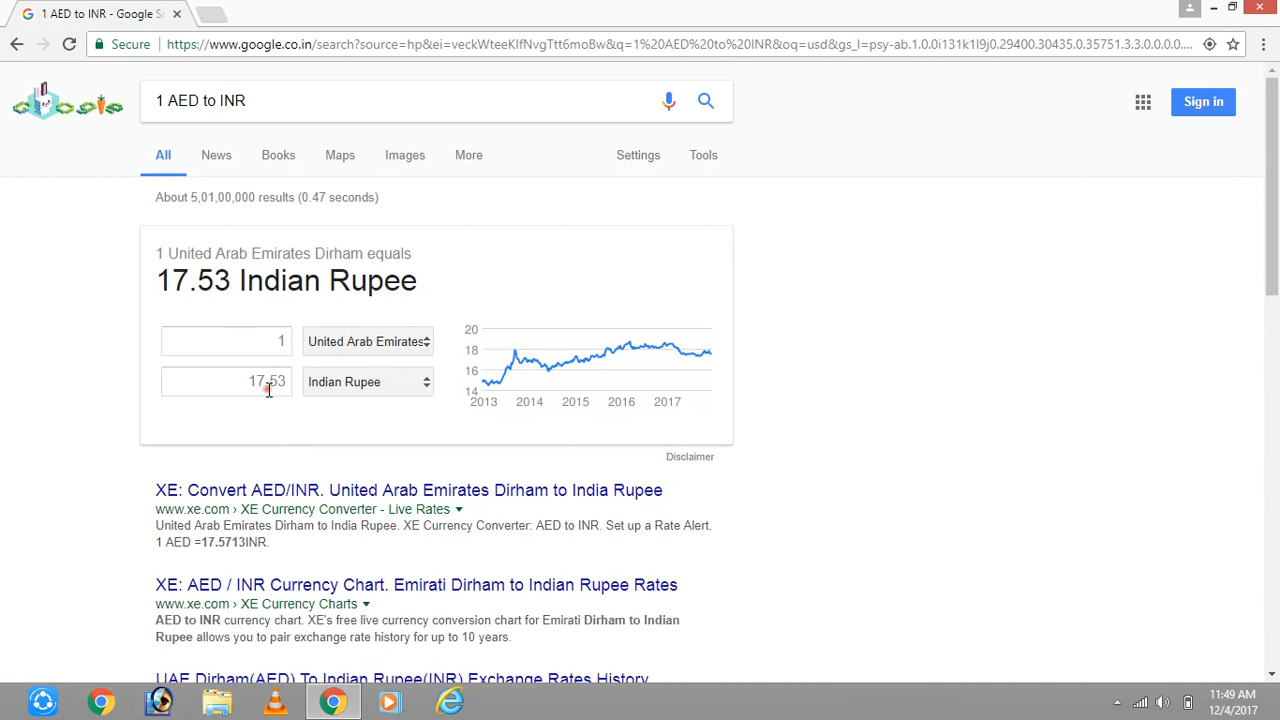 1 AED to INR - Google Se
Secure
https://www.google.co.in/search?source=hp&ei=veckWteeKIfNvgTtt6moBw&q=1%20AED%20to%20INR&oq=usd&gs_l=psy-ab.1.0.0i131k1l9j0.29400.30435.0.35751.3.3.0.0.0.0....
1 AED to INR
Sign in
All News Books Maps Images More Settings Tools
About 5,01,00,000 results (0.47 seconds)
1 United Arab Emirates Dirham equals
17.53 Indian Rupee
1 United Arab Emirates
17.53 Indian Rupee
20
18
16
14
2013 2014 2015 2016 2017
Disclaimer
XE: Convert AED/INR. United Arab Emirates Dirham to India Rupee
www.xe.com › XE Currency Converter - Live Rates
United Arab Emirates Dirham to India Rupee. XE Currency Converter: AED to INR. Set up a Rate Alert.
1 AED =17.5713INR.
XE: AED / INR Currency Chart. Emirati Dirham to Indian Rupee Rates
www.xe.com › XE Currency Charts
AED to INR currency chart. XE's free live currency conversion chart for Emirati Dirham to Indian
Rupee allows you to pair exchange rate history for up to 10 years.
UAE Dirham(AED) To Indian Rupee(INR) Exchange Rates History
11:49 AM
12/4/2017